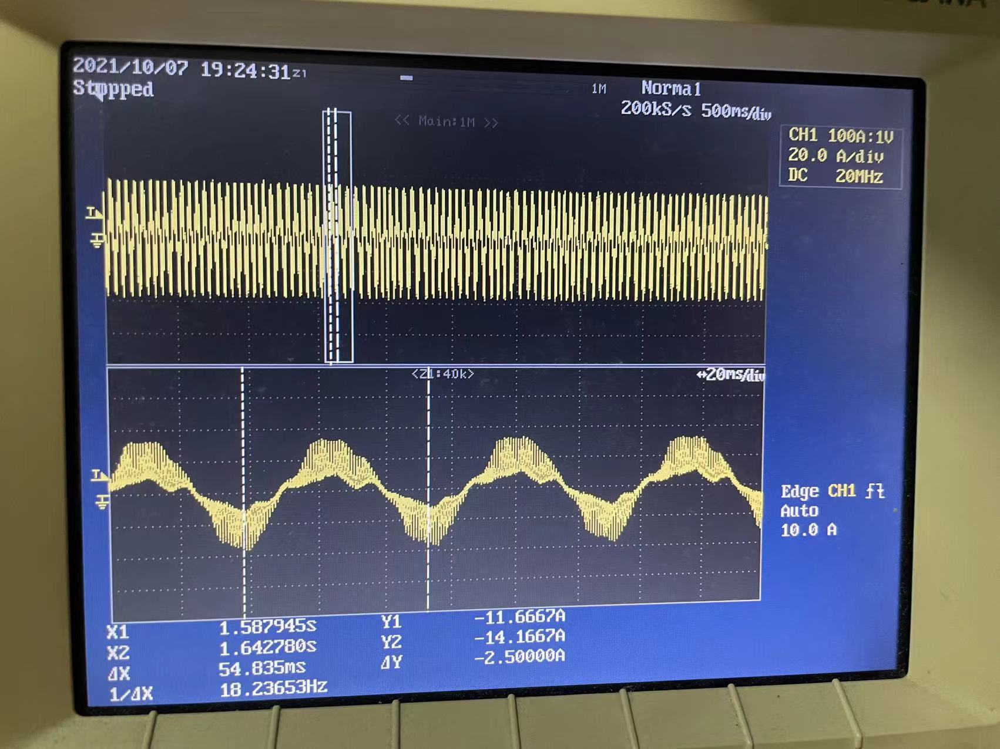 2021/10/07 19:24:31 Z1
Stopped
1M Normal
200kS/s 500ms/div
<< Main:1M >>
CH1 100A:1V
20.0 A/div
DC 20MHz
T
<Z1:40k>
↔20ms/div
T
Edge CH1
Auto
10.0 A
X1 1.587945s Y1 -11.6667A
X2 1.642780s Y2 -14.1667A
ΔX 54.835ms ΔY -2.50000A
1/ΔX 18.23653Hz